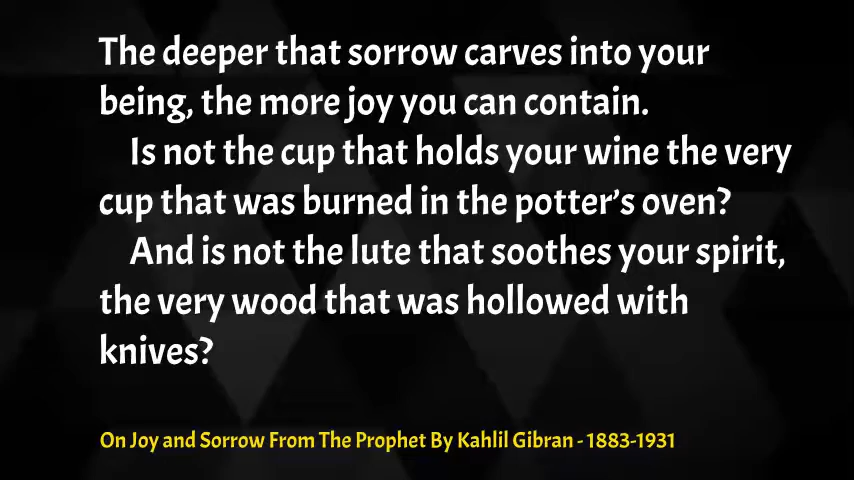 The deeper that sorrow carves into your
being, the more joy you can contain.
Is not the cup that holds your wine the very
cup that was burned in the potter’s oven?
And is not the lute that soothes your spirit,
the very wood that was hollowed with
knives?
On Joy and Sorrow From The Prophet By Kahlil Gibran - 1883-1931